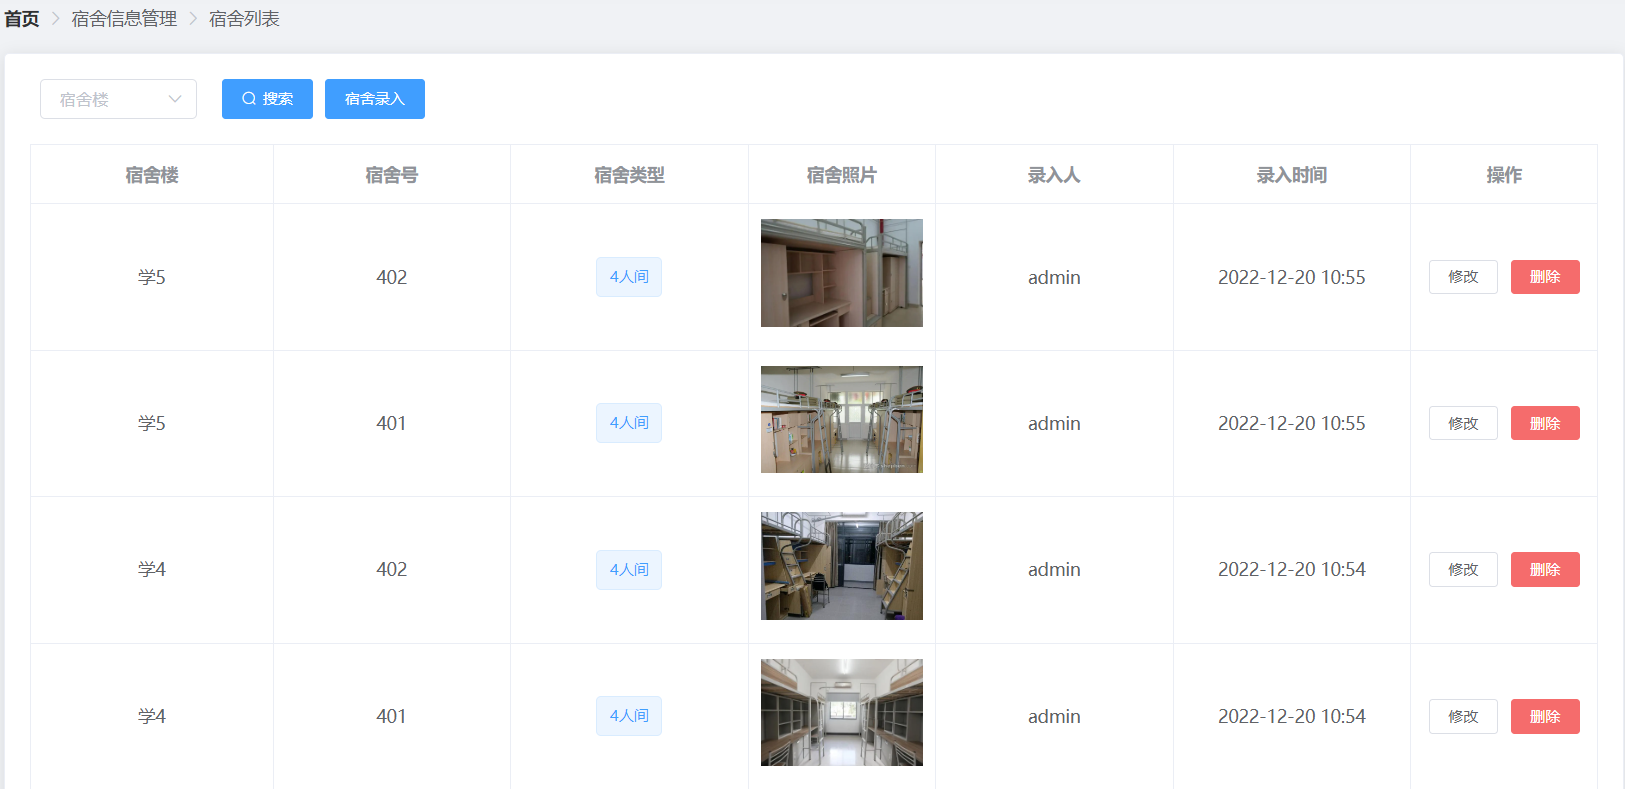 首页 > 宿舍信息管理 > 宿舍列表
宿舍楼 搜索 宿舍录入
宿舍楼 宿舍号 宿舍类型 宿舍照片 录入人 录入时间 操作
学5 402 4人间 admin 2022-12-20 10:55 修改 删除
学5 401 4人间 admin 2022-12-20 10:55 修改 删除
学4 402 4人间 admin 2022-12-20 10:54 修改 删除
学4 401 4人间 admin 2022-12-20 10:54 修改 删除